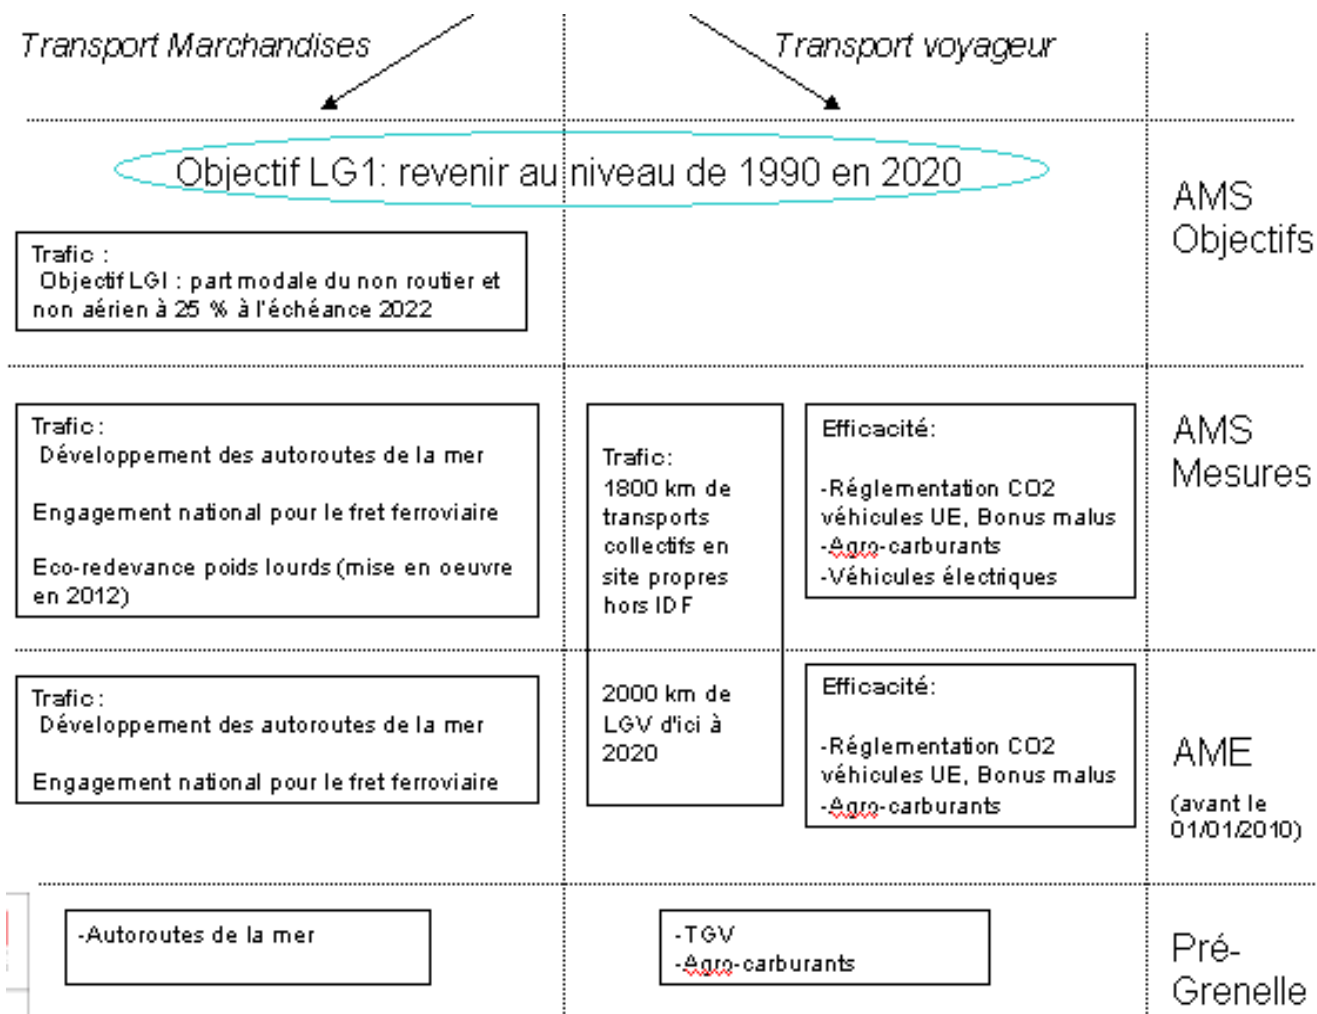 Transport Marchandises
Transport voyageur
Objectif LG1: revenir au niveau de 1990 en 2020
AMS
Objectifs
Trafic :
Objectif LGI : part modale du non routier et
non aérien à 25 % à l'échéance 2022
Trafic :
Développement des autoroutes de la mer
Engagement national pour le fret ferroviaire
Eco-redevance poids lourds (mise en oeuvre
en 2012)
Trafic:
1800 km de
transports
collectifs en
site propres
hors IDF
2000 km de
LGV d'ici à
2020
Efficacité:
-Réglementation CO2
véhicules UE, Bonus malus
-Agro-carburants
-Véhicules électriques
AMS
Mesures
Trafic :
Développement des autoroutes de la mer
Engagement national pour le fret ferroviaire
Efficacité:
-Réglementation CO2
véhicules UE, Bonus malus
-Agro-carburants
AME
(avant le
01/01/2010)
-Autoroutes de la mer
-TGV
-Agro-carburants
Pré-
Grenelle